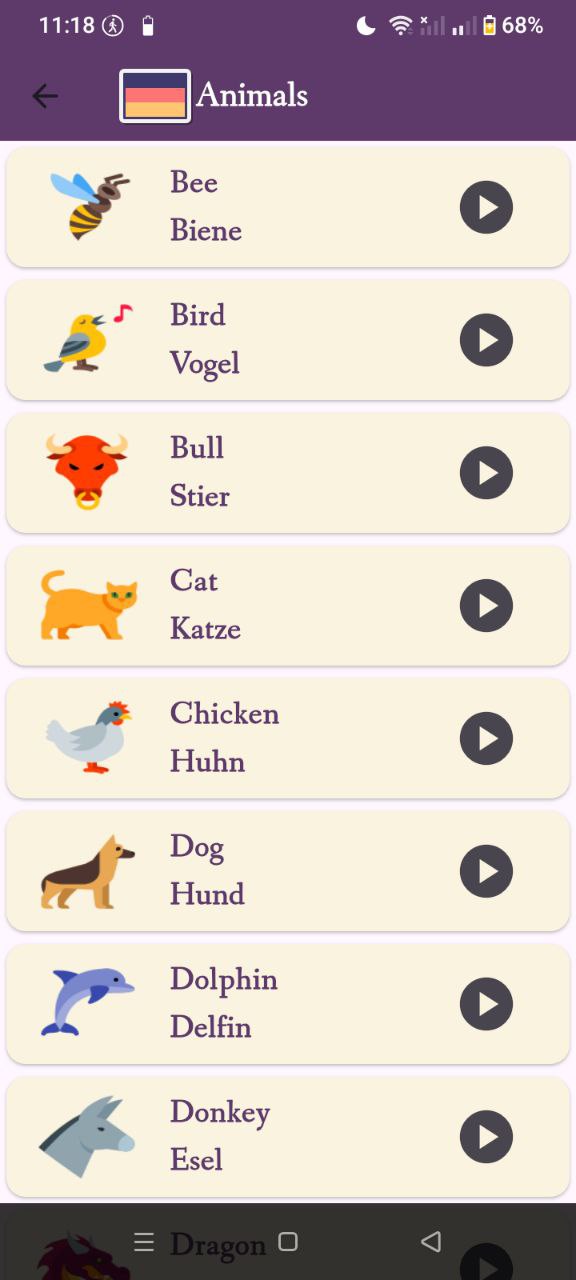 11:18
68%
Animals
Bee
Biene
Bird
Vogel
Bull
Stier
Cat
Katze
Chicken
Huhn
Dog
Hund
Dolphin
Delfin
Donkey
Esel
Dragon